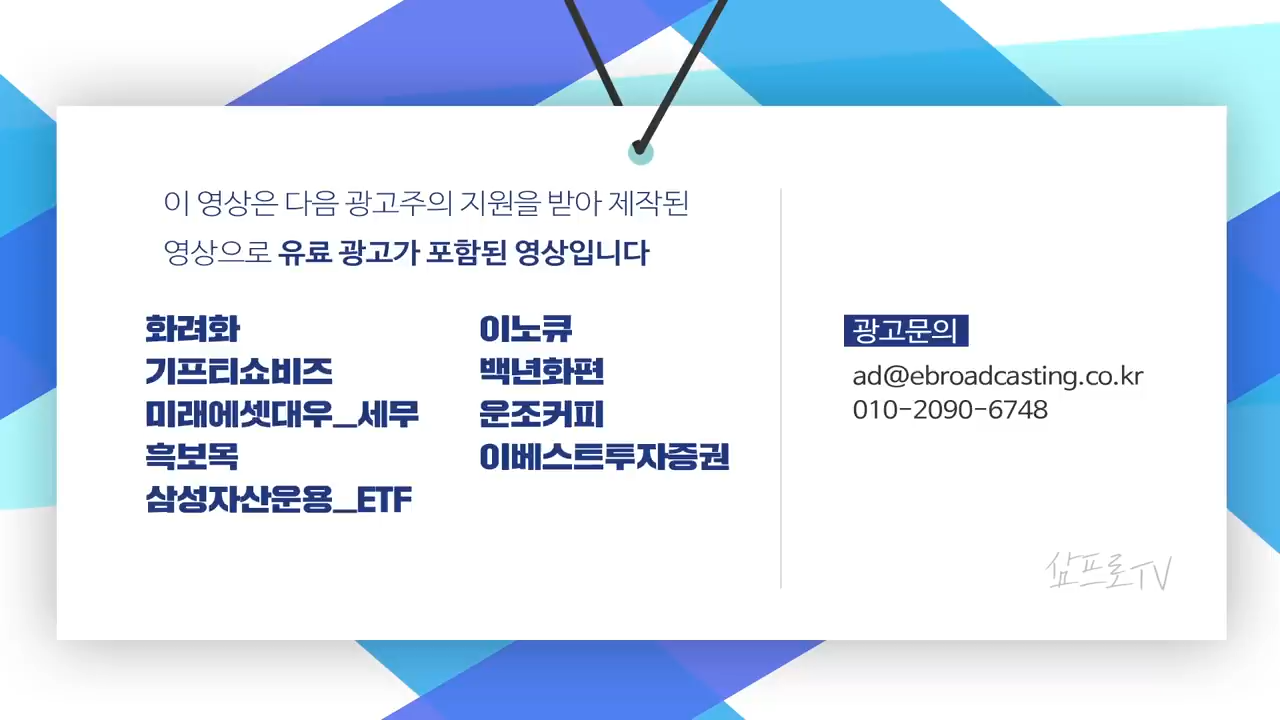 이 영상은 다음 광고주의 지원을 받아 제작된
영상으로 유료 광고가 포함된 영상입니다
화려화
기프티쇼비즈
미래에셋대우_세무
흑보목
삼성자산운용_ETF
이노큐
백년화편
운조커피
이베스트투자증권
광고문의
ad@ebroadcasting.co.kr
010-2090-6748
삼프로TV